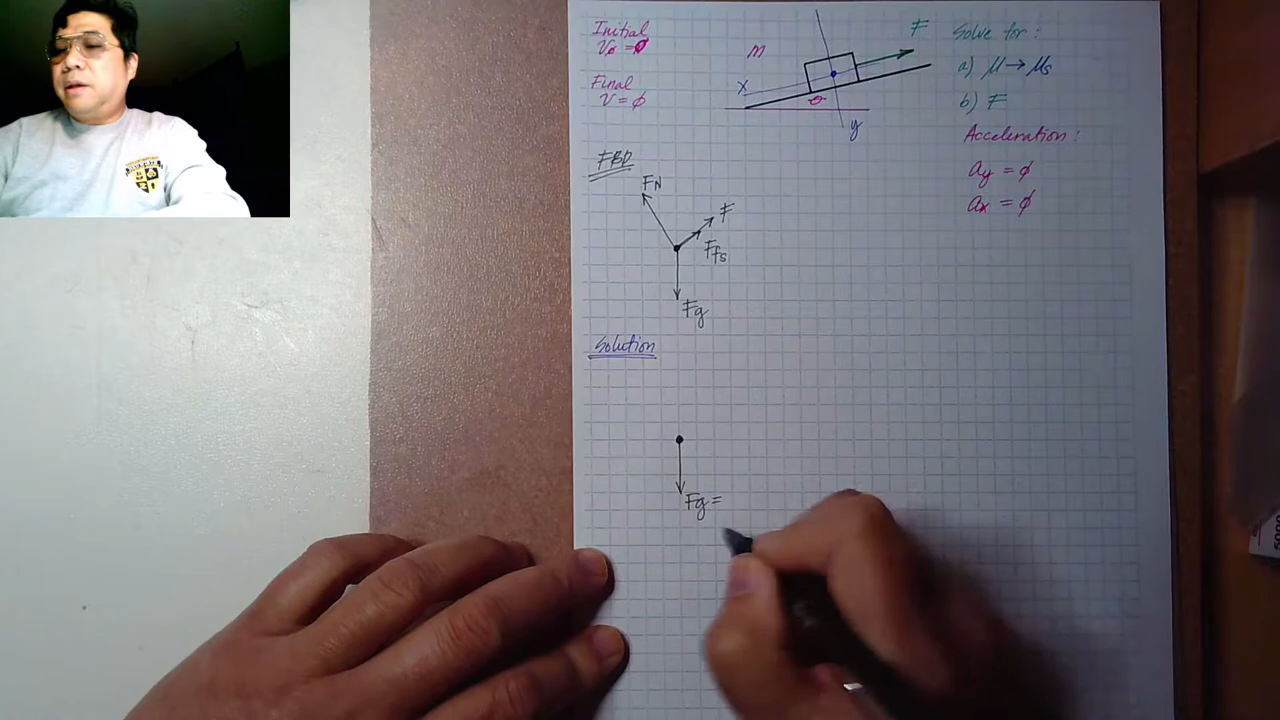 Initial
V₀ = ∅
Final
V = ∅
m
F
X
θ
y
Solve for:
a) μ → μs
b) F
Acceleration:
ay = ∅
ax = ∅
FBD
FN
F
Ffs
Fg
Solution
Fg =